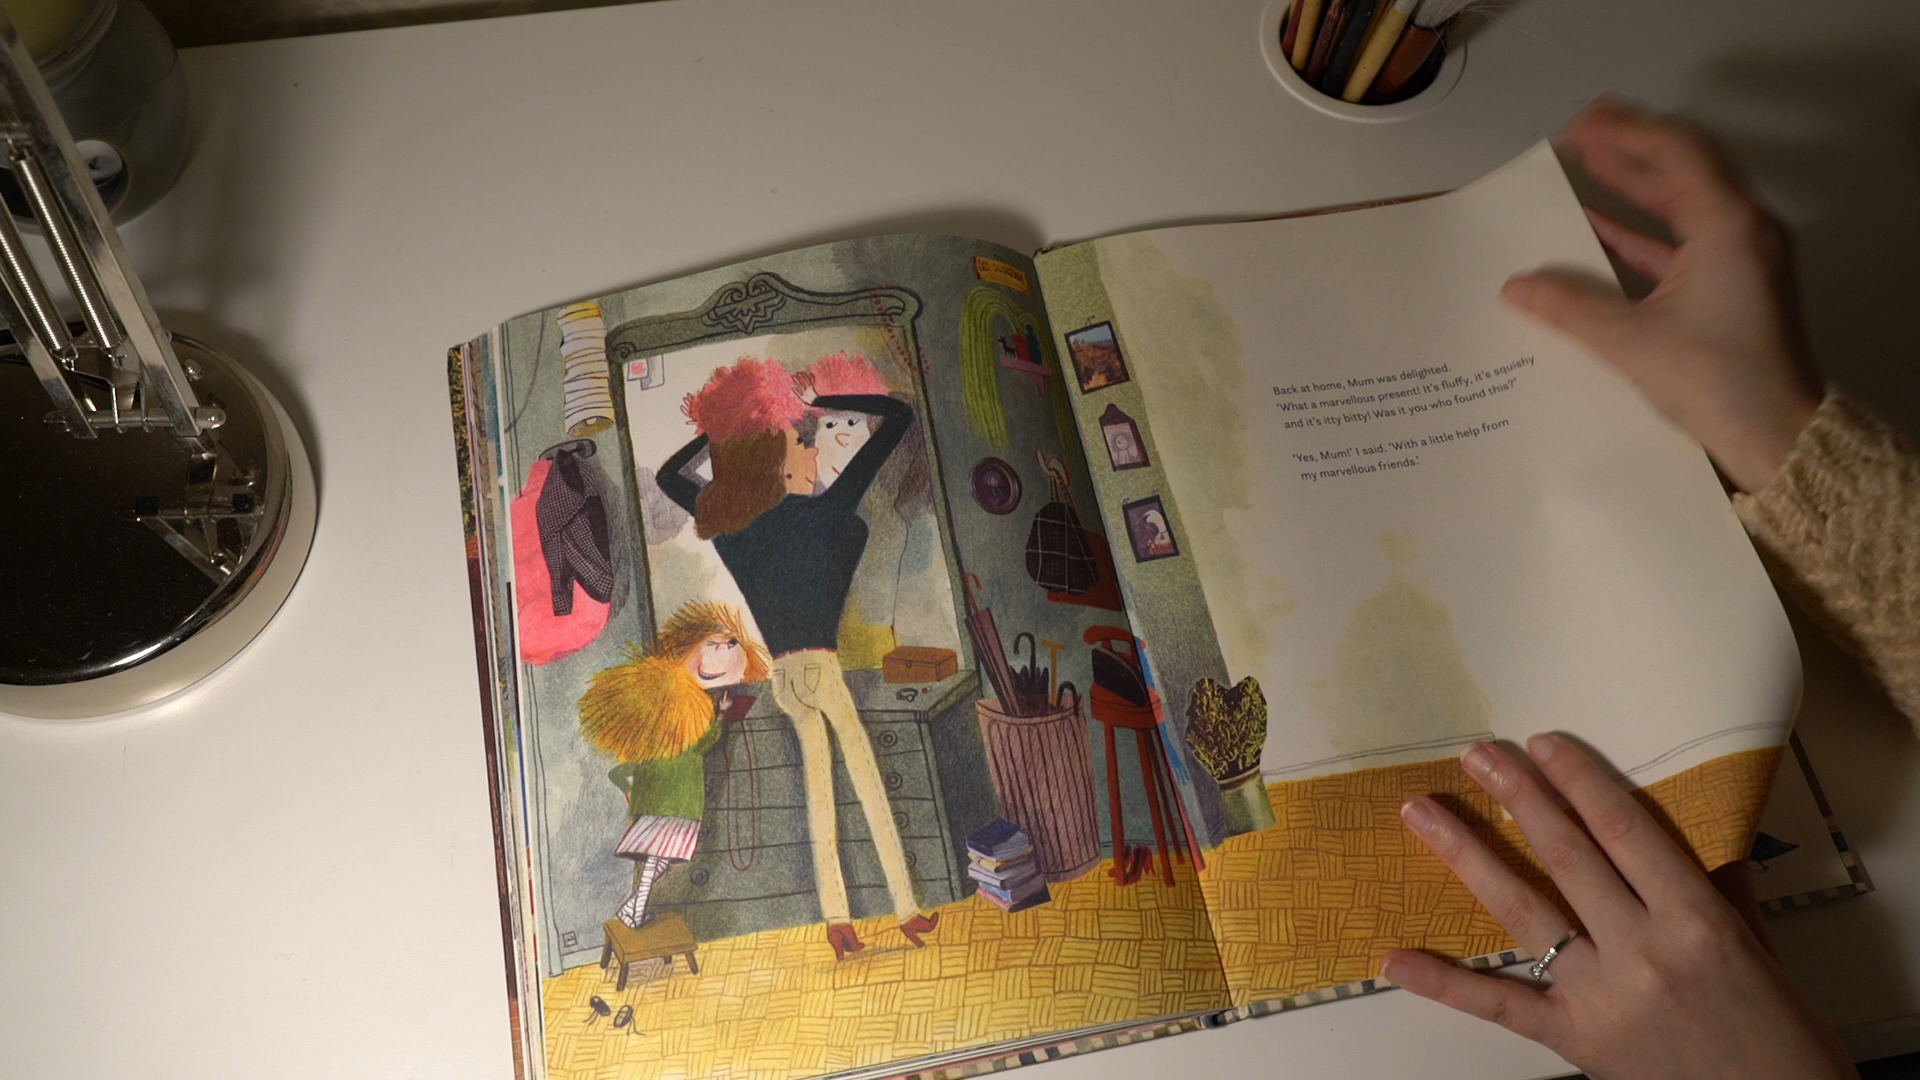 Back at home, Mum was delighted.
'What a marvellous present! It's fluffy, it's squishy
and it's itty bitty! Was it you who found this?'
'Yes, Mum!' I said. 'With a little help from
my marvellous friends.'